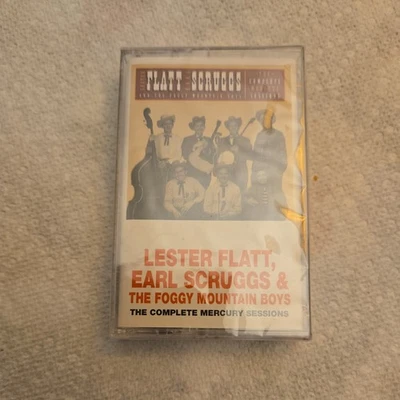 FLATT SCRUGGS
LESTER FLATT,
EARL SCRUGGS &
THE FOGGY MOUNTAIN BOYS
THE COMPLETE MERCURY SESSIONS